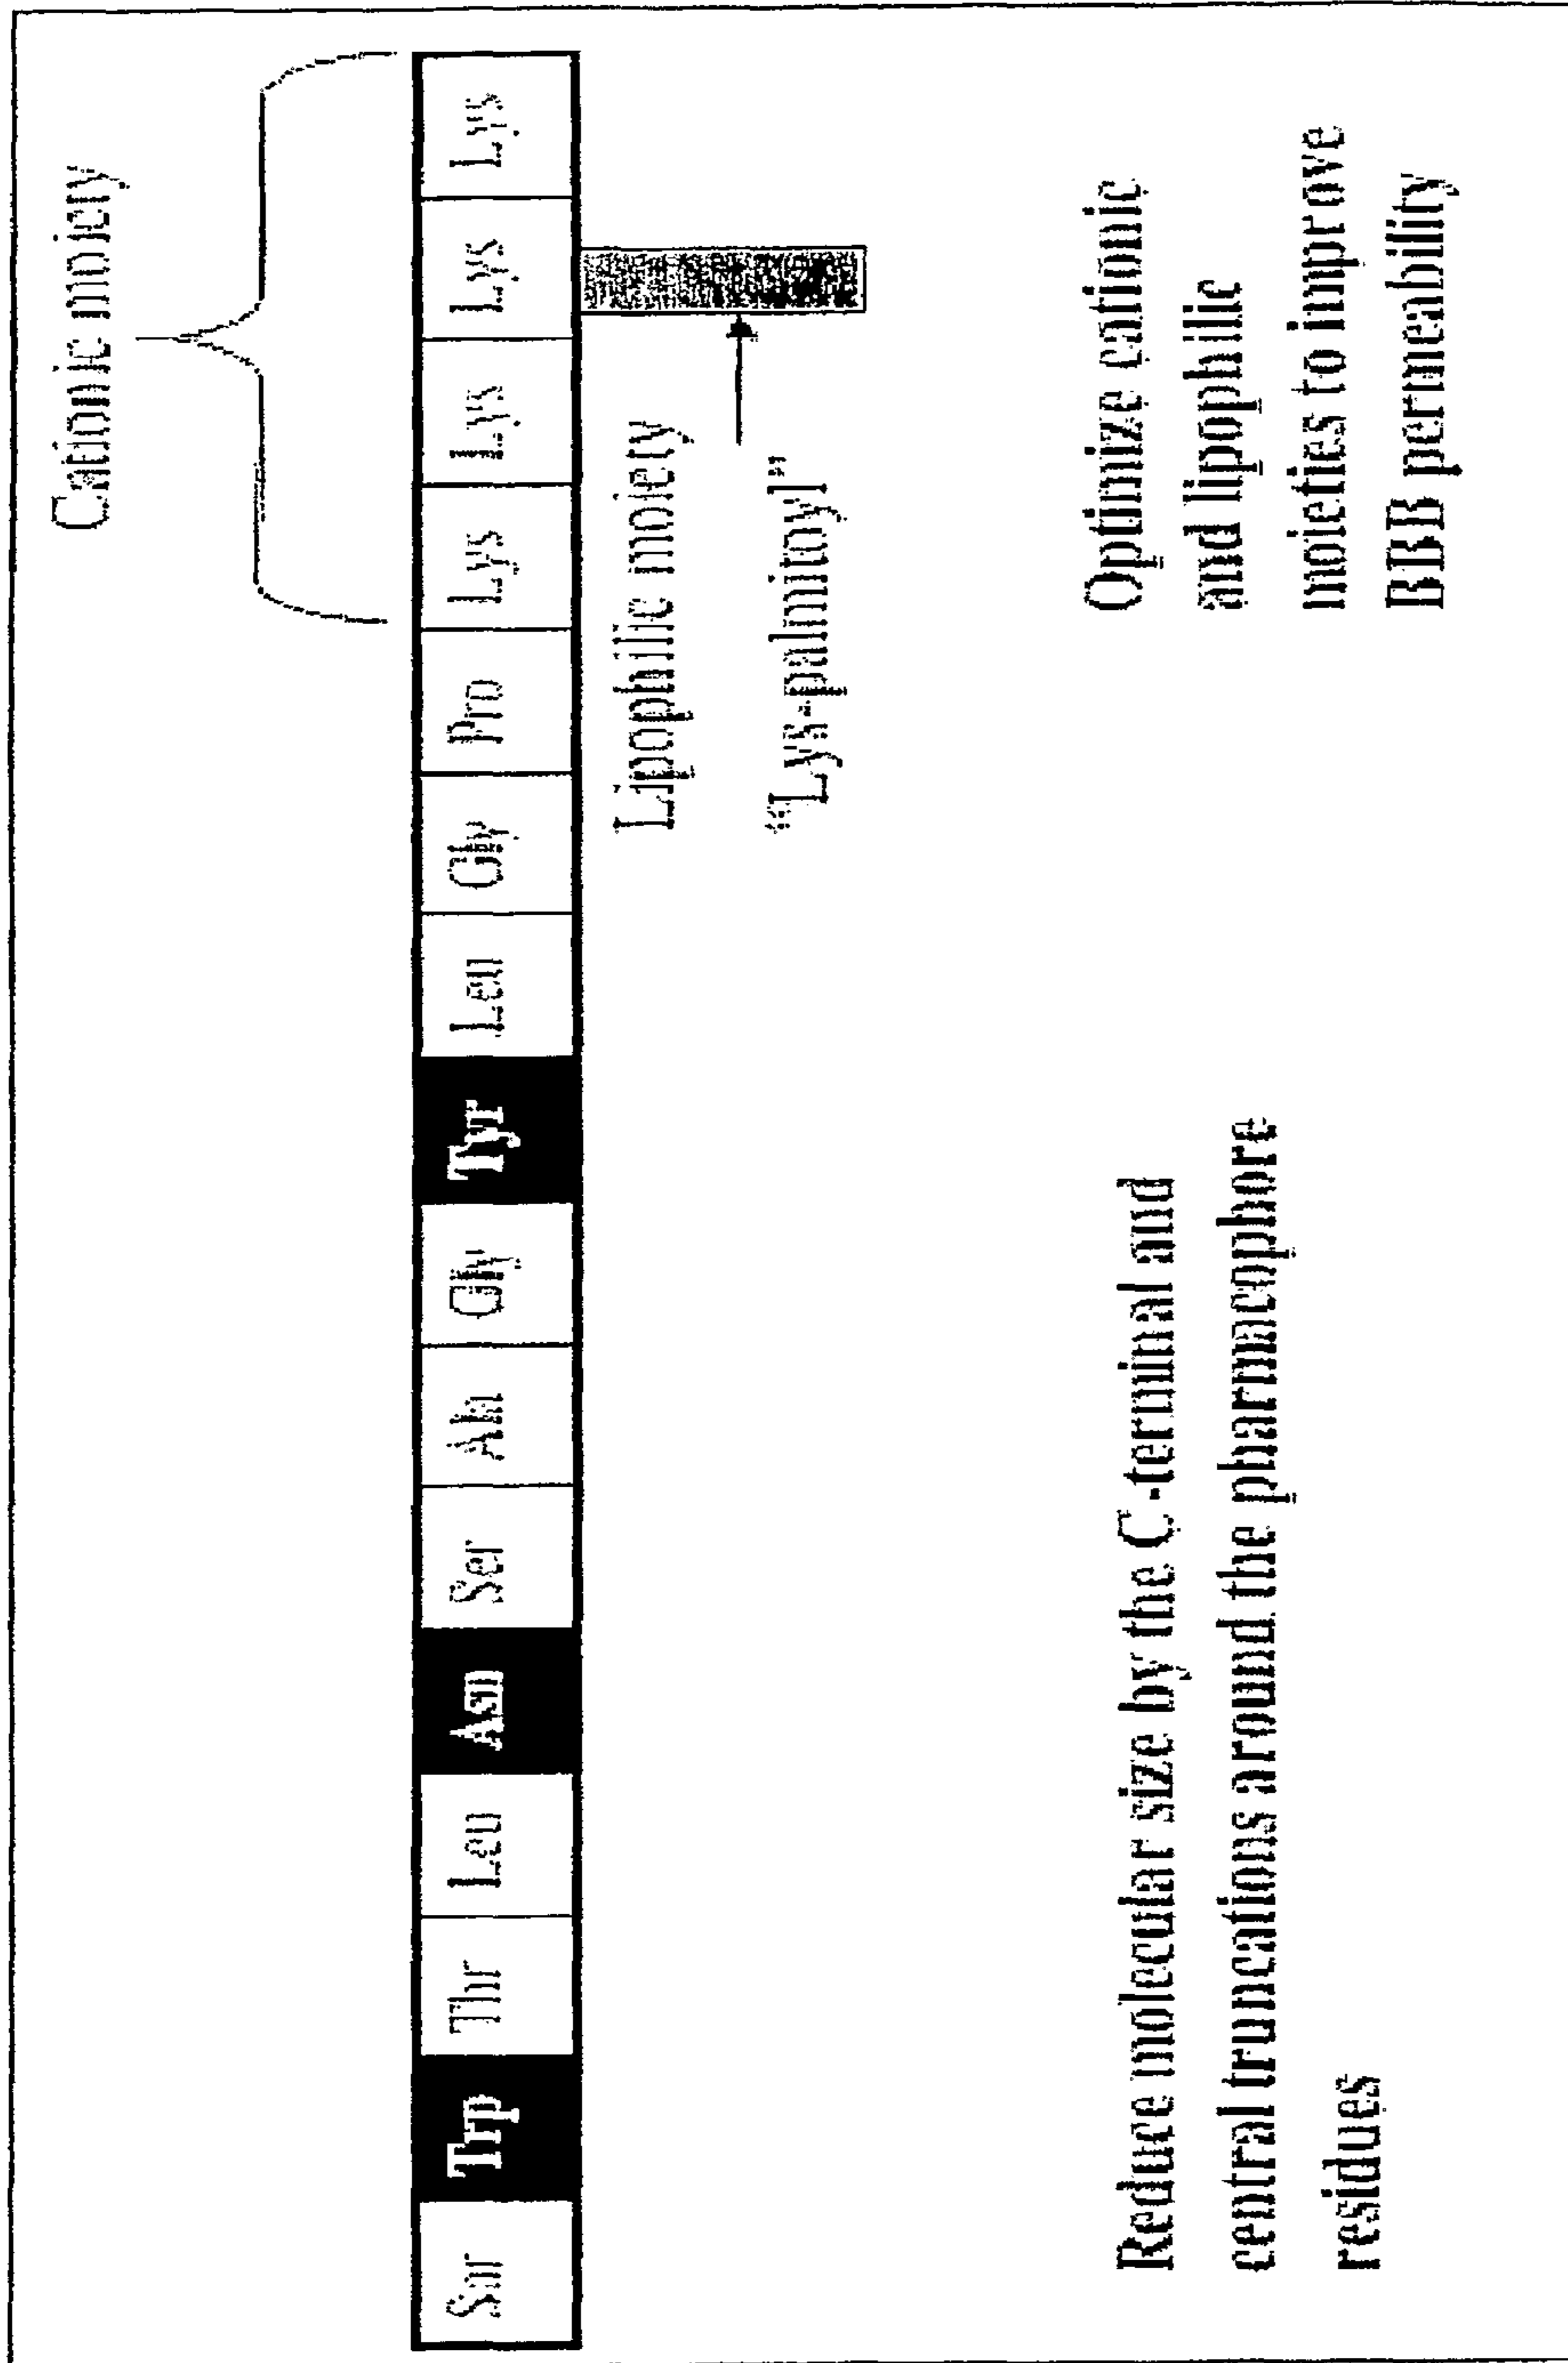 Cationic moiety
Sar Trp Thr Leu Asn Ser Ala Gly Tyr Leu Gly Pro Lys Lys Lys Lys
Lipophilic moiety
"Lys-palmitoyl"
Reduce molecular size by the C-terminal and
central truncations around the pharmacophore
residues
Optimize cationic
and lipophillic
moieties to improve
BBB permeability